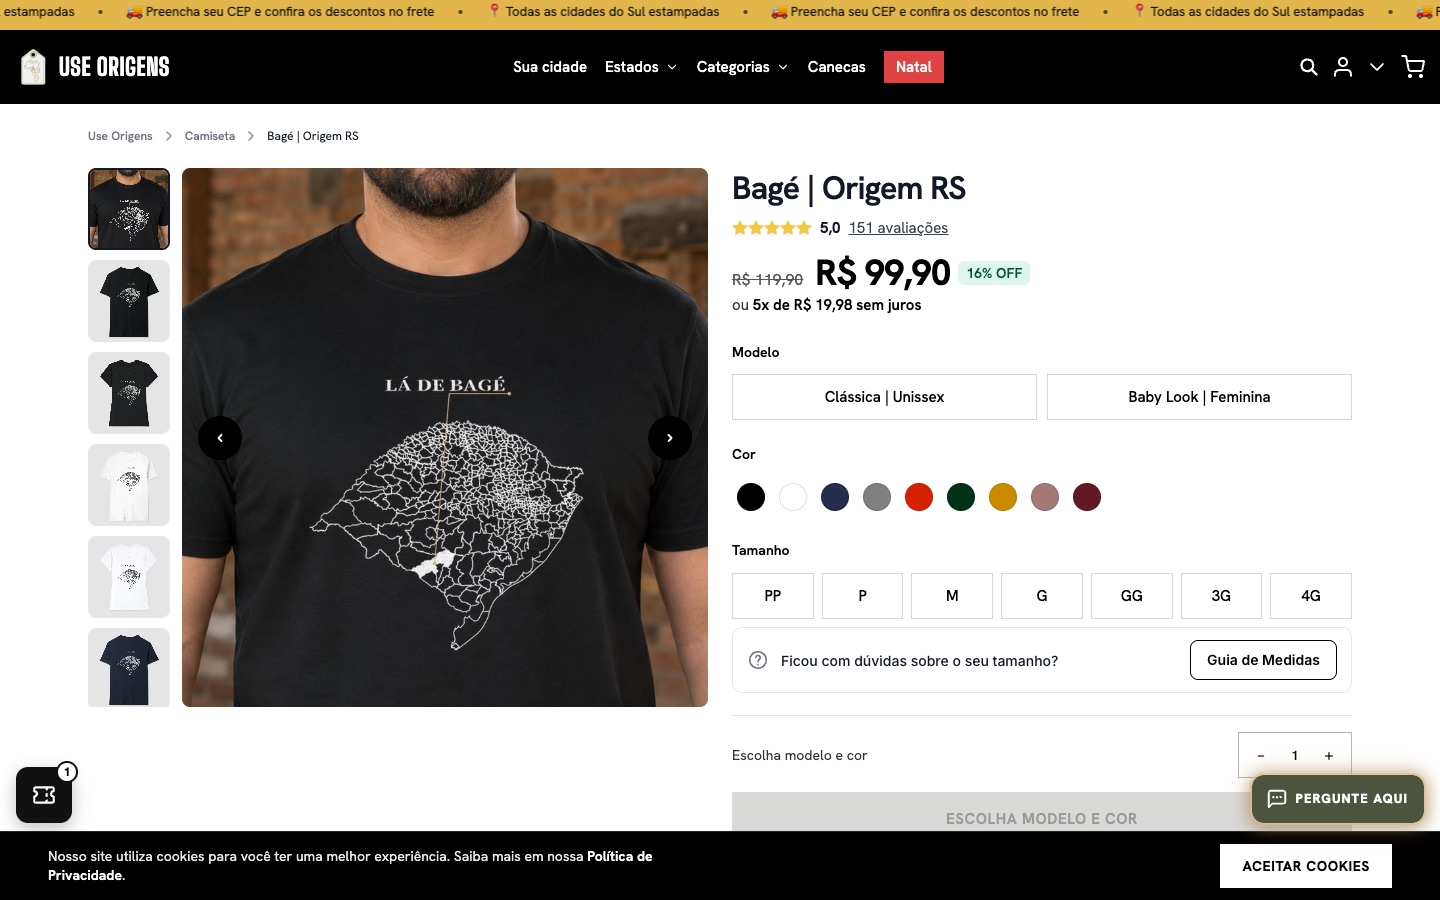 estampadas • 🚚 Preencha seu CEP e confira os descontos no frete • 📍 Todas as cidades do Sul estampadas • 🚚 Preencha seu CEP e confira os descontos no frete • 📍 Todas as cidades do Sul estampadas • 🚚
USE ORIGENS
Sua cidade Estados Categorias Canecas Natal
Use Origens > Camiseta > Bagé | Origem RS
LÁ DE BAGÉ
Bagé | Origem RS
5,0 151 avaliações
R$ 119,90 R$ 99,90 16% OFF
ou 5x de R$ 19,98 sem juros
Modelo
Clássica | Unissex
Baby Look | Feminina
Cor
Tamanho
PP P M G GG 3G 4G
Ficou com dúvidas sobre o seu tamanho?
Guia de Medidas
Escolha modelo e cor
− 1 +
ESCOLHA MODELO E COR
1
PERGUNTE AQUI
Nosso site utiliza cookies para você ter uma melhor experiência. Saiba mais em nossa Política de
Privacidade.
ACEITAR COOKIES